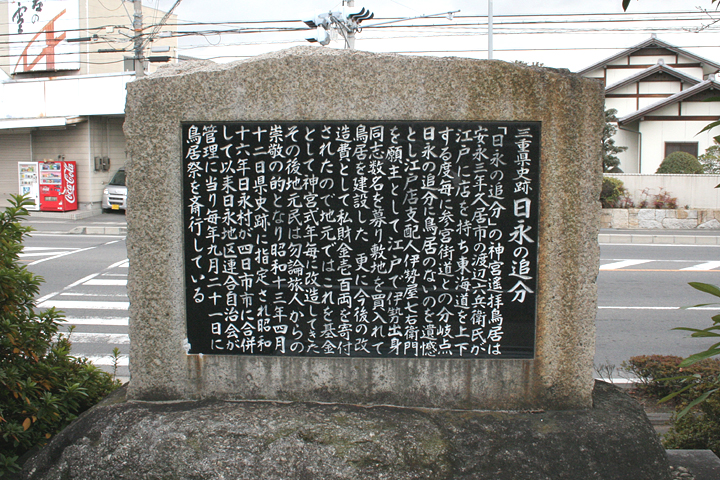 三重県史跡 日永の追分
「日永の追分」の神宮遙拝鳥居は
安永三年久居市の渡辺六兵衛氏が
江戸に店を持ち東海道を上下
する度毎に参宮街道との分岐点
日永の追分に鳥居のないのを遺憾
とし江戸店支配人伊勢屋七右衛門
を願主として江戸で伊勢出身
同志数名を募り敷地を買入れて
鳥居を建設した 更に今後の改
造費として私財金壱百両を寄付
されたので地元ではこれを基金
として神宮式年毎に改造してきた
その後地元民は勿論旅人からの
崇敬の的となり昭和十三年四月
十二日県史跡に指定され昭和
十六年日永村が四日市市に合併
して以来日永地区連合自治会が
管理に当り毎年九月二十一日に
鳥居祭を斉行している
Coca-Cola